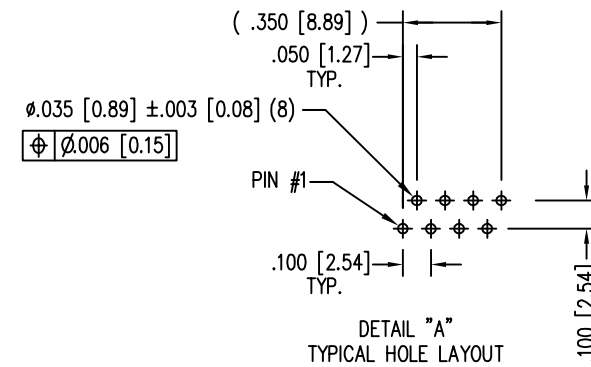 ( .350 [8.89] )
.050 [1.27]
TYP.
ø.035 [0.89] ±.003 [0.08] (8)
⌖ Ø.006 [0.15]
PIN #1
.100 [2.54]
TYP.
.100 [2.54]
DETAIL "A"
TYPICAL HOLE LAYOUT